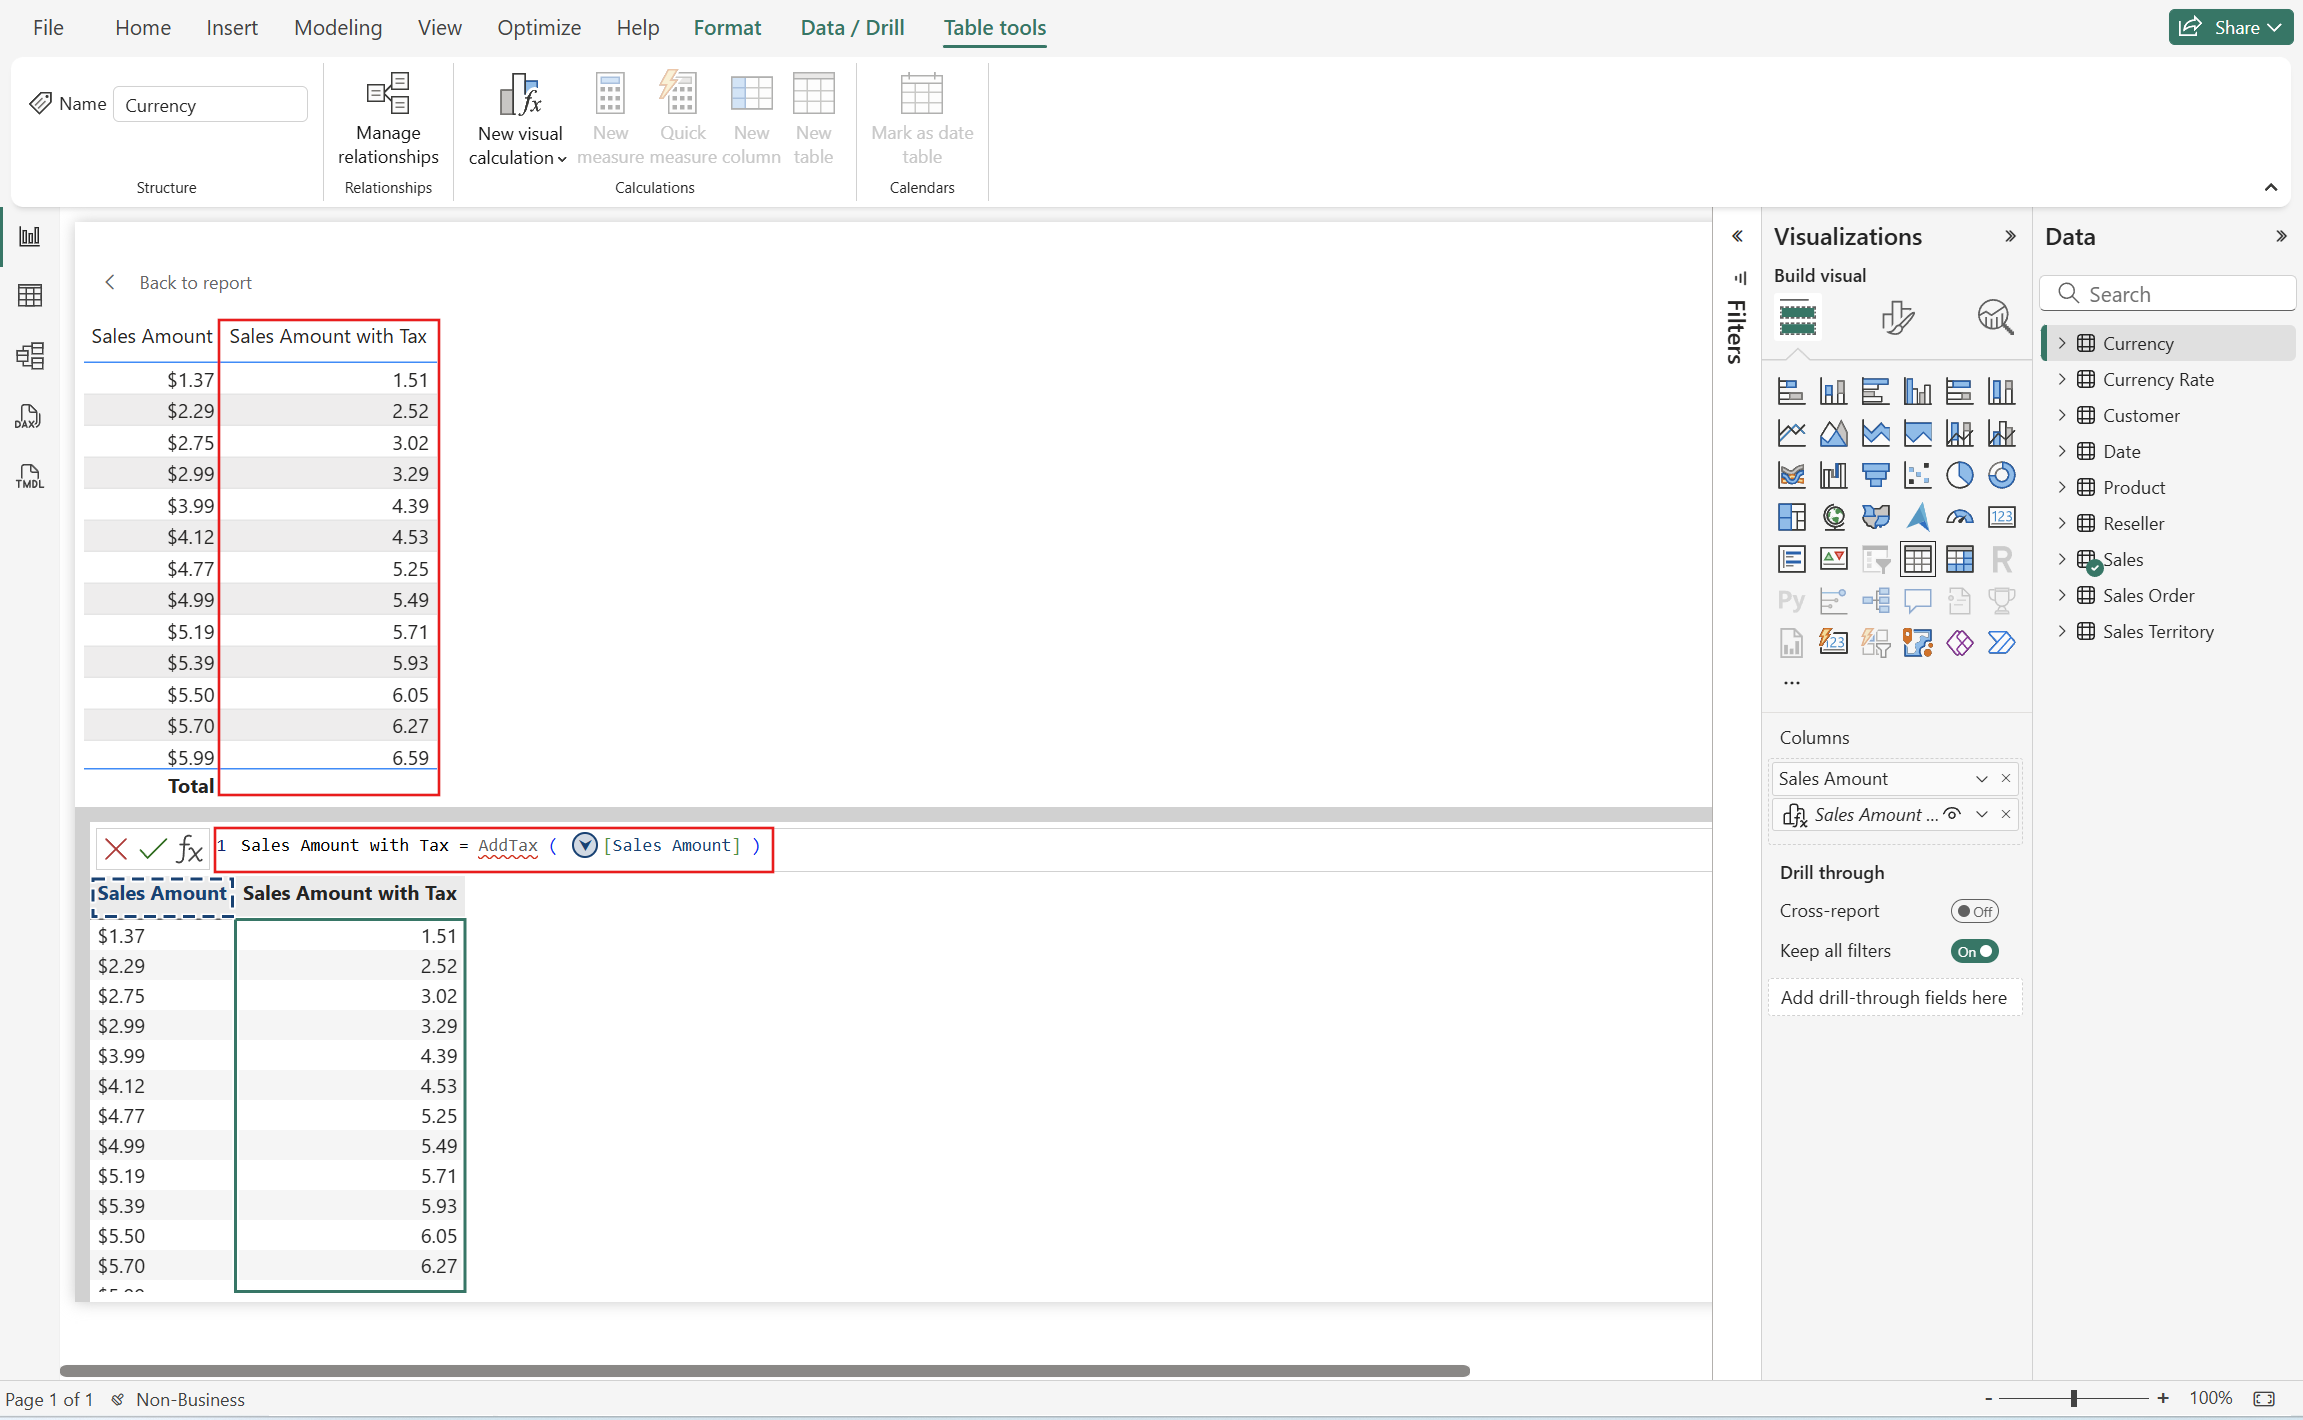 File Home Insert Modeling View Optimize Help Format Data / Drill Table tools Share
Name Currency
Structure
Manage relationships
Relationships
New visual calculation
New measure
Quick measure
New column
New table
Calculations
Mark as date table
Calendars
DAX
TMDL
Back to report
Sales Amount Sales Amount with Tax
$1.37 1.51
$2.29 2.52
$2.75 3.02
$2.99 3.29
$3.99 4.39
$4.12 4.53
$4.77 5.25
$4.99 5.49
$5.19 5.71
$5.39 5.93
$5.50 6.05
$5.70 6.27
$5.99 6.59
Total
fx 1 Sales Amount with Tax = AddTax ( [Sales Amount] )
Sales Amount Sales Amount with Tax
$1.37 1.51
$2.29 2.52
$2.75 3.02
$2.99 3.29
$3.99 4.39
$4.12 4.53
$4.77 5.25
$4.99 5.49
$5.19 5.71
$5.39 5.93
$5.50 6.05
$5.70 6.27
Filters
Visualizations
Build visual
123
R
Py
123
...
Columns
Sales Amount
Sales Amount ...
Drill through
Cross-report Off
Keep all filters On
Add drill-through fields here
Data
Search
Currency
Currency Rate
Customer
Date
Product
Reseller
Sales
Sales Order
Sales Territory
Page 1 of 1 Non-Business
- + 100%